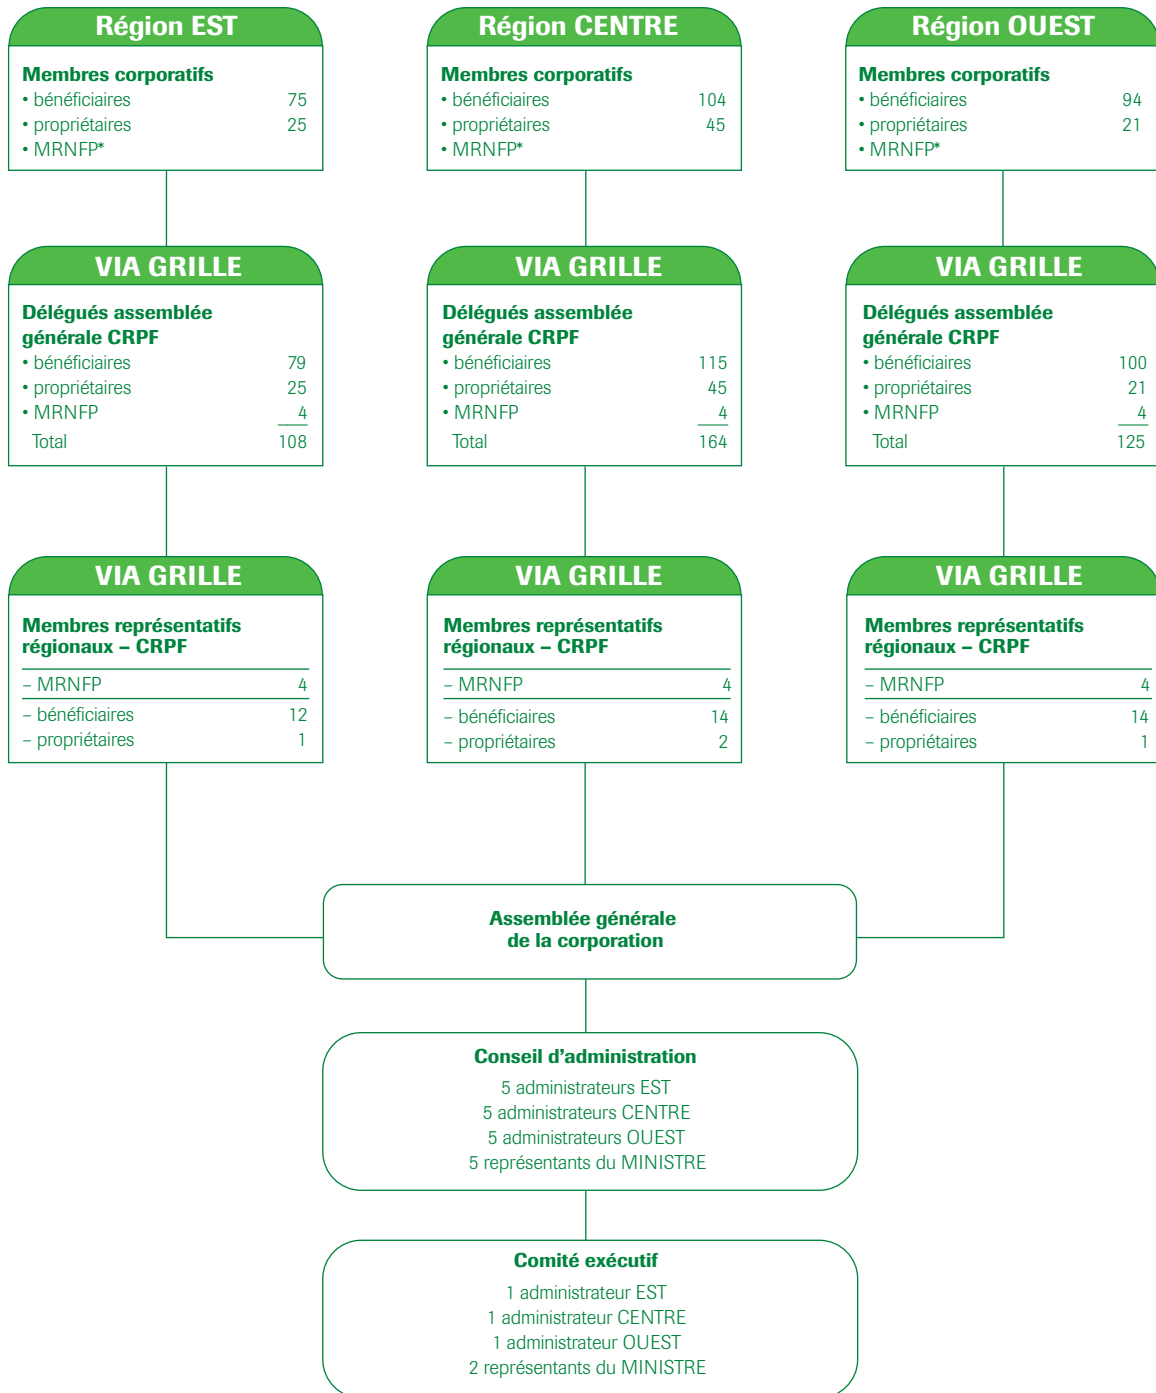 Région EST
Membres corporatifs
• bénéficiaires 75
• propriétaires 25
• MRNFP*
Région CENTRE
Membres corporatifs
• bénéficiaires 104
• propriétaires 45
• MRNFP*
Région OUEST
Membres corporatifs
• bénéficiaires 94
• propriétaires 21
• MRNFP*
VIA GRILLE
Délégués assemblée
générale CRPF
• bénéficiaires 79
• propriétaires 25
• MRNFP 4
Total 108
VIA GRILLE
Délégués assemblée
générale CRPF
• bénéficiaires 115
• propriétaires 45
• MRNFP 4
Total 164
VIA GRILLE
Délégués assemblée
générale CRPF
• bénéficiaires 100
• propriétaires 21
• MRNFP 4
Total 125
VIA GRILLE
Membres représentatifs
régionaux – CRPF
– MRNFP 4
– bénéficiaires 12
– propriétaires 1
VIA GRILLE
Membres représentatifs
régionaux – CRPF
– MRNFP 4
– bénéficiaires 14
– propriétaires 2
VIA GRILLE
Membres représentatifs
régionaux – CRPF
– MRNFP 4
– bénéficiaires 14
– propriétaires 1
Assemblée générale
de la corporation
Conseil d'administration
5 administrateurs EST
5 administrateurs CENTRE
5 administrateurs OUEST
5 représentants du MINISTRE
Comité exécutif
1 administrateur EST
1 administrateur CENTRE
1 administrateur OUEST
2 représentants du MINISTRE